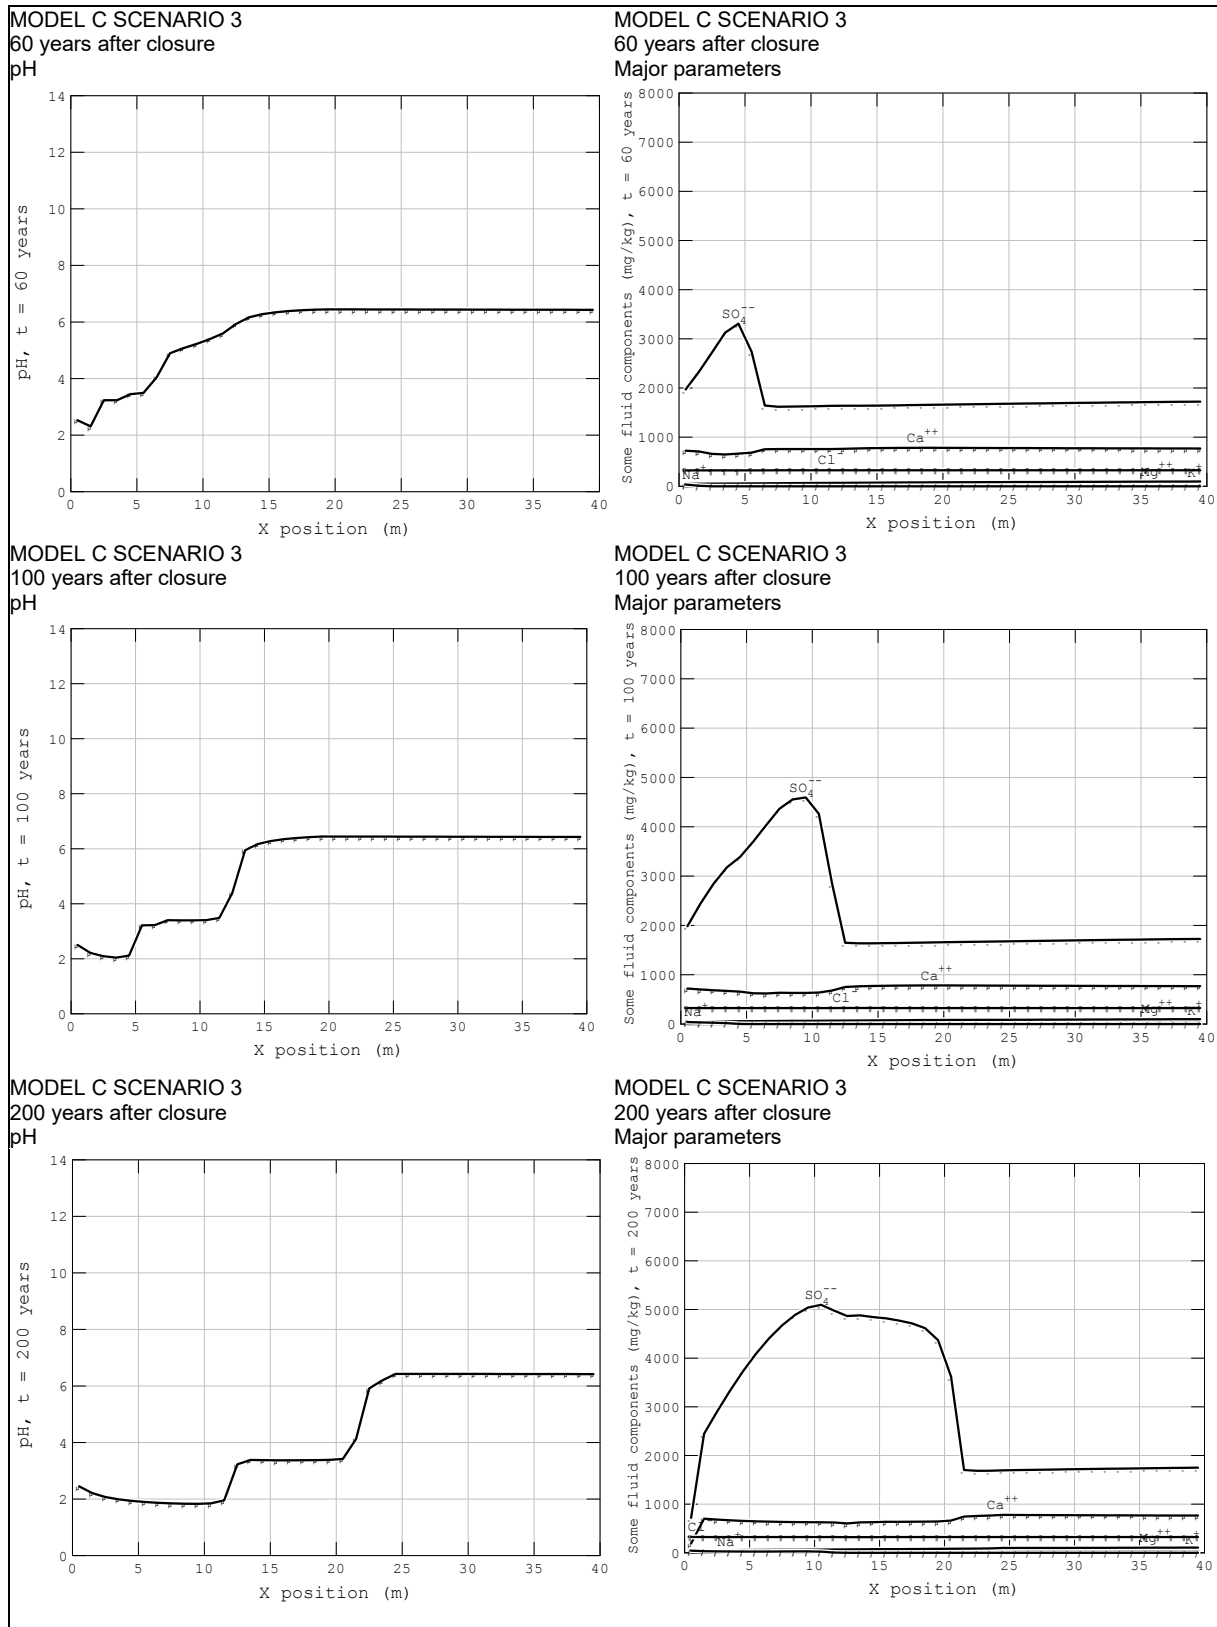 MODEL C SCENARIO 3
60 years after closure
pH
14
12
10
8
6
4
2
0
pH, t = 60 years
0 5 10 15 20 25 30 35 40
X position (m)
MODEL C SCENARIO 3
60 years after closure
Major parameters
8000
7000
6000
5000
4000
3000
2000
1000
0
Some fluid components (mg/kg), t = 60 years
SO4--
Ca++
Cl-
Na+
Mg++
K+
0 5 10 15 20 25 30 35 40
X position (m)
MODEL C SCENARIO 3
100 years after closure
pH
14
12
10
8
6
4
2
0
pH, t = 100 years
0 5 10 15 20 25 30 35 40
X position (m)
MODEL C SCENARIO 3
100 years after closure
Major parameters
8000
7000
6000
5000
4000
3000
2000
1000
0
Some fluid components (mg/kg), t = 100 years
SO4--
Ca++
Cl-
Na+
Mg++
K+
0 5 10 15 20 25 30 35 40
X position (m)
MODEL C SCENARIO 3
200 years after closure
pH
14
12
10
8
6
4
2
0
pH, t = 200 years
0 5 10 15 20 25 30 35 40
X position (m)
MODEL C SCENARIO 3
200 years after closure
Major parameters
8000
7000
6000
5000
4000
3000
2000
1000
0
Some fluid components (mg/kg), t = 200 years
SO4--
Ca++
Cl-
Na+
Mg++
K+
0 5 10 15 20 25 30 35 40
X position (m)